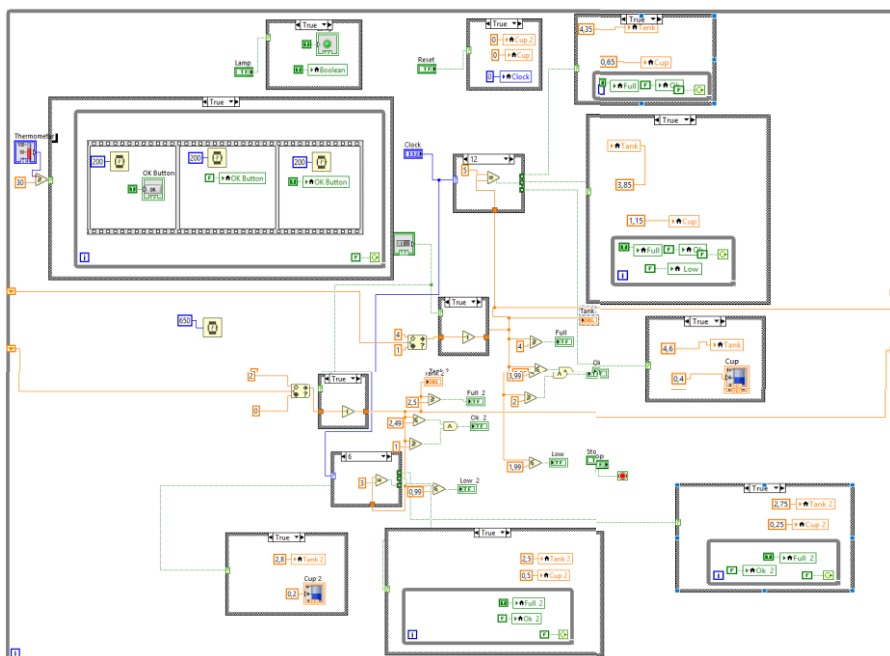 True
Lamp
Boolean
True
Reset
0
Cup 2
0
Cup
0
Clock
True
4,35
Tank
0,65
Cup
Full
F
Ok
i
True
Thermometer
30
200
200
200
OK Button
OK
F
OK Button
OK Button
i
F
Clock
12
5
True
Tank
3,85
1,15
Cup
Full
F
F
Low
i
650
True
4
1
Tank
4
Full
3,99
2
1,99
Low
True
4,6
Tank
Cup
0,4
2
0
True
2,5
Full 2
2,49
Ok 2
1
6
3
0,99
Low 2
True
2,75
Tank 2
0,25
Cup 2
Full 2
F
Ok 2
i
F
True
2,8
Tank 2
Cup 2
0,2
True
2,5
Tank 2
0,5
Cup 2
Full 2
F
Ok 2
i
F
i